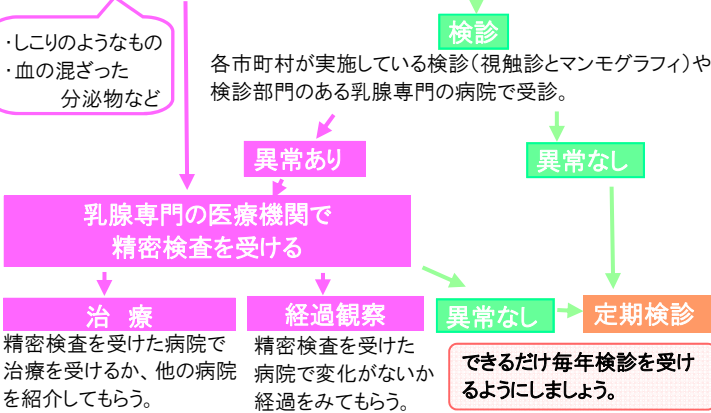 ・しこりのようなもの
・血の混ざった
分泌物など
検診
各市町村が実施している検診(視触診とマンモグラフィ)や
検診部門のある乳腺専門の病院で受診。
異常あり
異常なし
乳腺専門の医療機関で
精密検査を受ける
治 療
精密検査を受けた病院で
治療を受けるか、他の病院
を紹介してもらう。
経過観察
精密検査を受けた
病院で変化がないか
経過をみてもらう。
異常なし
定期検診
できるだけ毎年検診を受け
るようにしましょう。